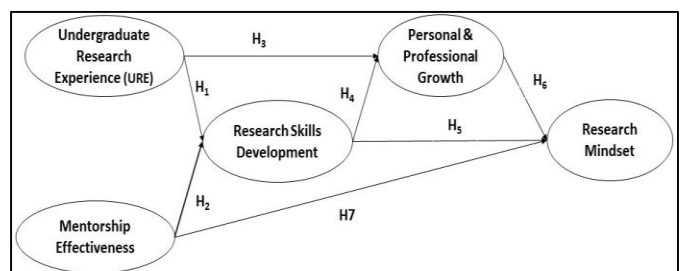 Undergraduate
Research
Experience (URE)
H₃
Personal &
Professional
Growth
H₁
H₄
H₆
Research Skills
Development
H₅
Research
Mindset
H₂
H7
Mentorship
Effectiveness